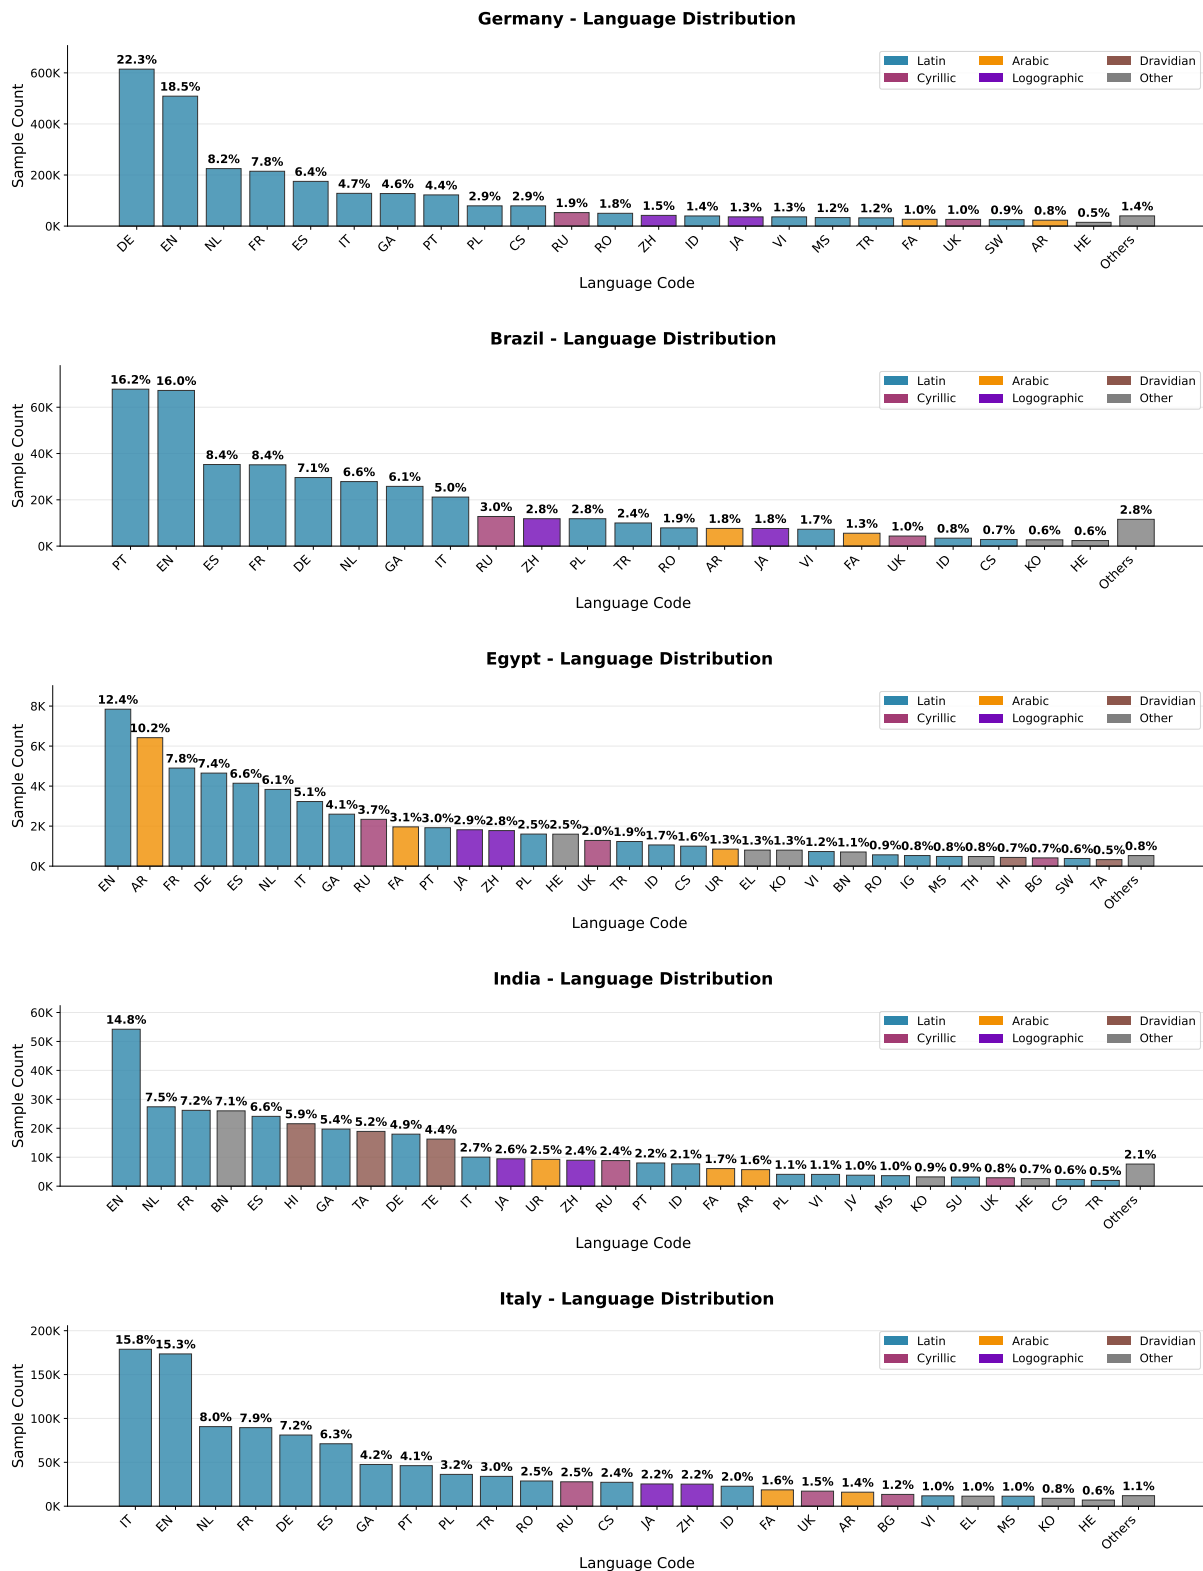 Germany - Language Distribution
Sample Count
600K
400K
200K
0K
22.3% 18.5% 8.2% 7.8% 6.4% 4.7% 4.6% 4.4% 2.9% 2.9% 1.9% 1.8% 1.5% 1.4% 1.3% 1.3% 1.2% 1.2% 1.0% 1.0% 0.9% 0.8% 0.5% 1.4%
Latin Arabic Dravidian
Cyrillic Logographic Other
DE EN NL FR ES IT GA PT PL CS RU RO ZH ID JA VI MS TR FA UK SW AR HE Others
Language Code
Brazil - Language Distribution
Sample Count
60K
40K
20K
0K
16.2% 16.0% 8.4% 8.4% 7.1% 6.6% 6.1% 5.0% 3.0% 2.8% 2.8% 2.4% 1.9% 1.8% 1.8% 1.7% 1.3% 1.0% 0.8% 0.7% 0.6% 0.6% 2.8%
Latin Arabic Dravidian
Cyrillic Logographic Other
PT EN ES FR DE NL GA IT RU ZH PL TR RO AR JA VI FA UK ID CS KO HE Others
Language Code
Egypt - Language Distribution
Sample Count
8K
6K
4K
2K
0K
12.4% 10.2% 7.8% 7.4% 6.6% 6.1% 5.1% 4.1% 3.7% 3.1% 3.0% 2.9% 2.8% 2.5% 2.5% 2.0% 1.9% 1.7% 1.6% 1.3% 1.3% 1.3% 1.2% 1.1% 0.9% 0.8% 0.8% 0.8% 0.7% 0.7% 0.6% 0.5% 0.8%
Latin Arabic Dravidian
Cyrillic Logographic Other
EN AR FR DE ES NL IT GA RU FA PT JA ZH PL HE UK TR ID CS UR EL KO VI BN RO IG MS TH HI BG SW TA Others
Language Code
India - Language Distribution
Sample Count
60K
50K
40K
30K
20K
10K
0K
14.8% 7.5% 7.2% 7.1% 6.6% 5.9% 5.4% 5.2% 4.9% 4.4% 2.7% 2.6% 2.5% 2.4% 2.4% 2.2% 2.1% 1.7% 1.6% 1.1% 1.1% 1.0% 1.0% 0.9% 0.9% 0.8% 0.7% 0.6% 0.5% 2.1%
Latin Arabic Dravidian
Cyrillic Logographic Other
EN NL FR BN ES HI GA TA DE TE IT JA UR ZH RU PT ID FA AR PL VI JV MS KO SU UK HE CS TR Others
Language Code
Italy - Language Distribution
Sample Count
200K
150K
100K
50K
0K
15.8% 15.3% 8.0% 7.9% 7.2% 6.3% 4.2% 4.1% 3.2% 3.0% 2.5% 2.5% 2.4% 2.2% 2.2% 2.0% 1.6% 1.5% 1.4% 1.2% 1.0% 1.0% 1.0% 0.8% 0.6% 1.1%
Latin Arabic Dravidian
Cyrillic Logographic Other
IT EN NL FR DE ES GA PT PL TR RO RU CS JA ZH ID FA UK AR BG VI EL MS KO HE Others
Language Code